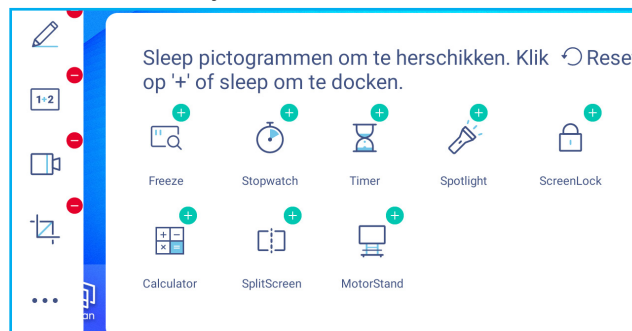 Sleep pictogrammen om te herschikken. Klik Rese
op '+' of sleep om te docken.
1÷2
Freeze
Stopwatch
Timer
Spotlight
ScreenLock
Calculator
SplitScreen
MotorStand
an